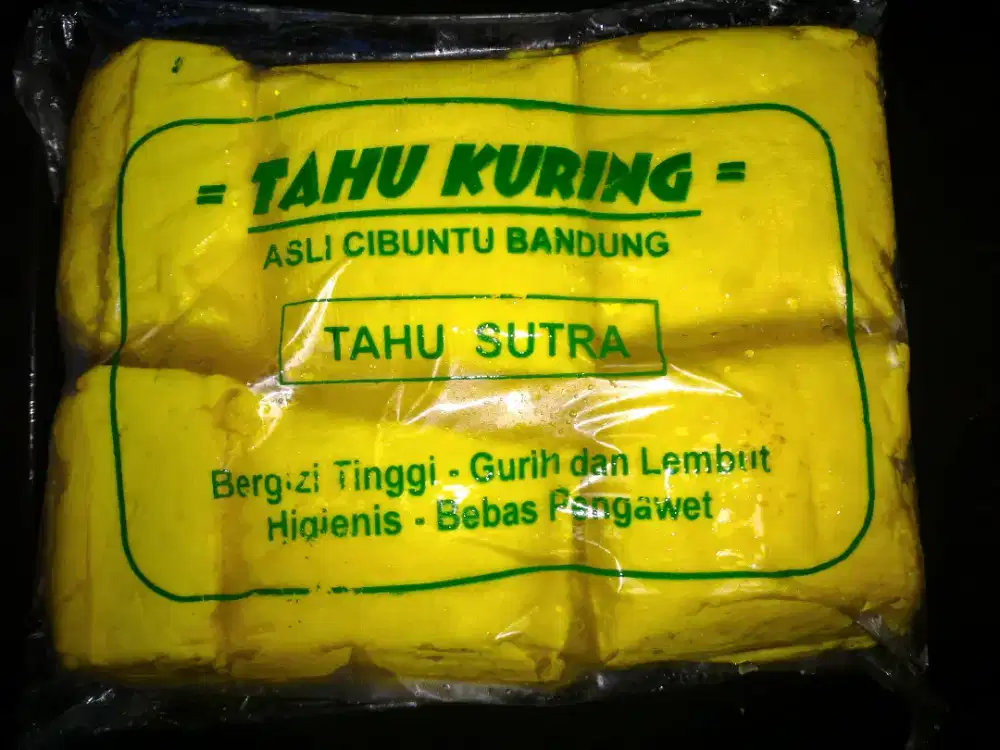 = TAHU KURING =
ASLI CIBUNTU BANDUNG
TAHU SUTRA
Bergizi Tinggi - Gurih dan Lembut
Higienis - Bebas Pengawet